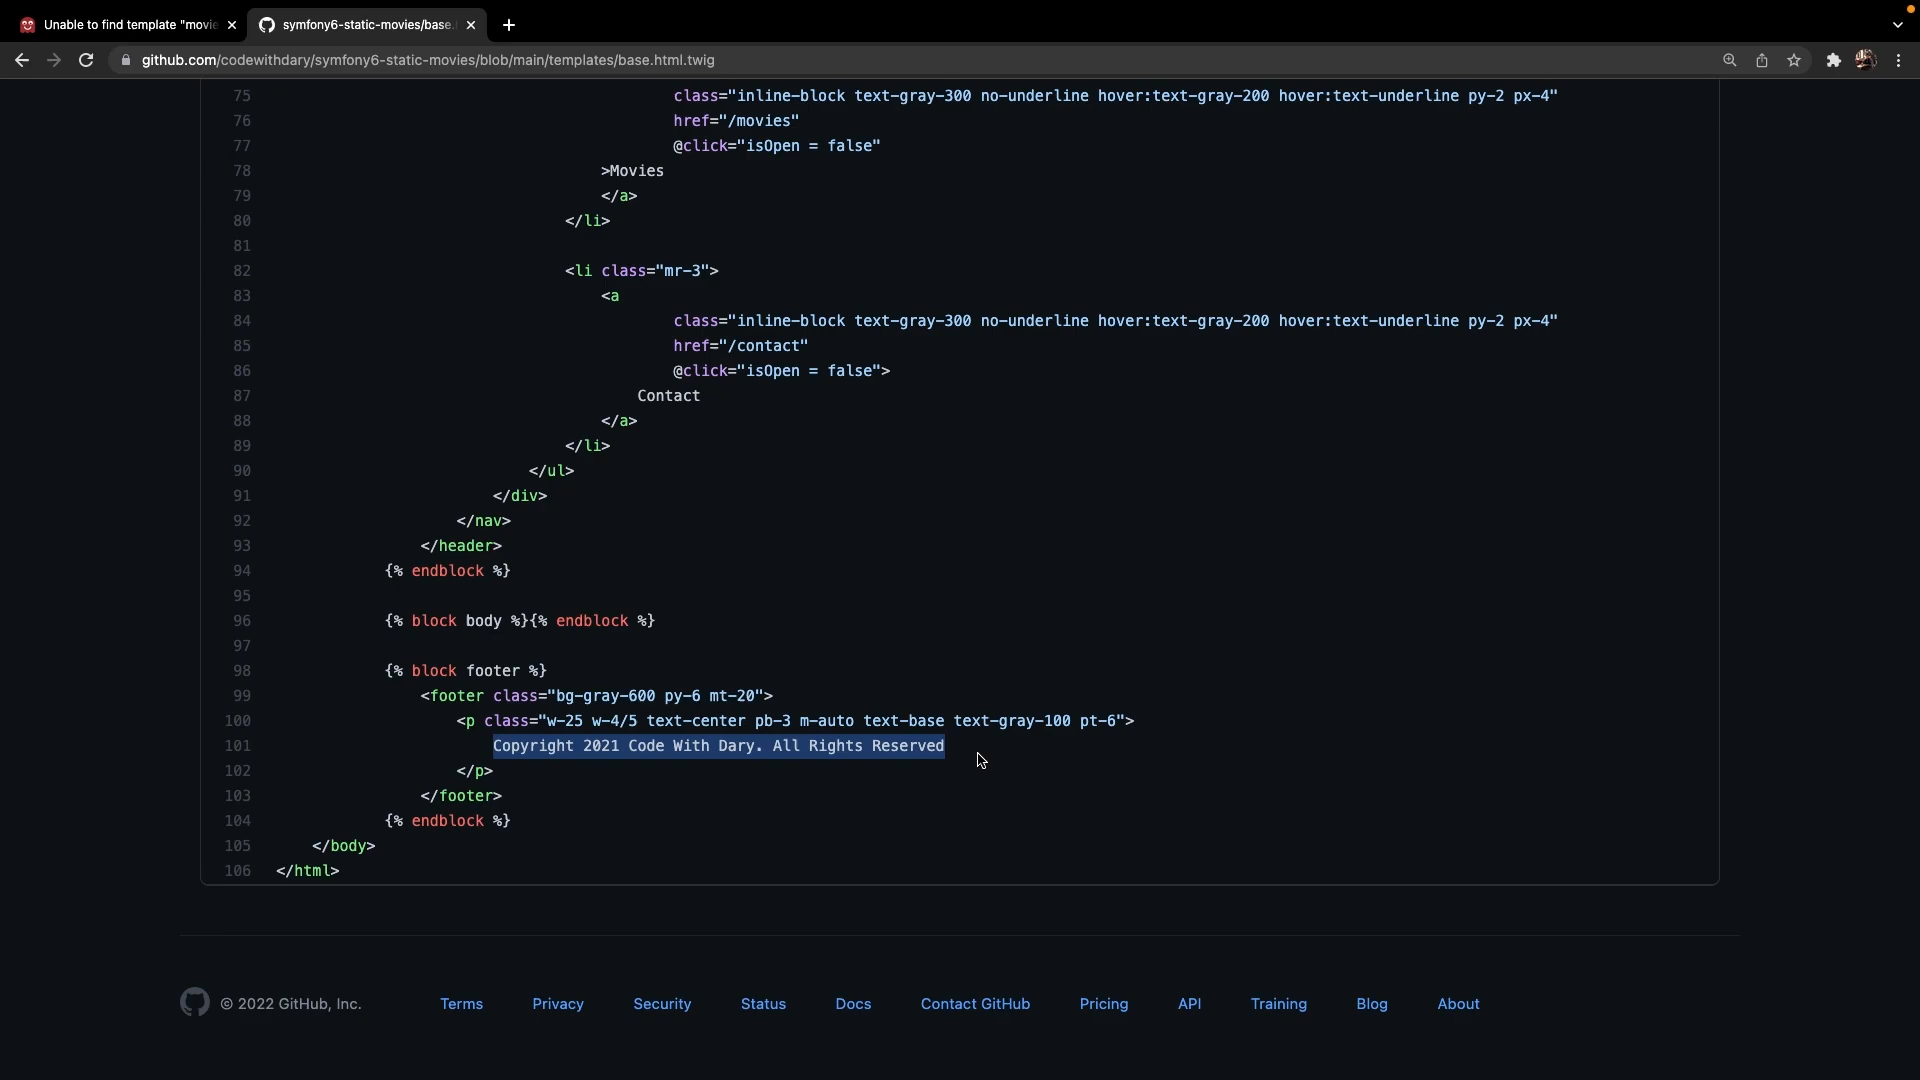 Unable to find template "movie
symfony6-static-movies/base.
github.com/codewithdary/symfony6-static-movies/blob/main/templates/base.html.twig
75 class="inline-block text-gray-300 no-underline hover:text-gray-200 hover:text-underline py-2 px-4"
76 href="/movies"
77 @click="isOpen = false"
78 >Movies
79 </a>
80 </li>
81
82 <li class="mr-3">
83 <a
84 class="inline-block text-gray-300 no-underline hover:text-gray-200 hover:text-underline py-2 px-4"
85 href="/contact"
86 @click="isOpen = false">
87 Contact
88 </a>
89 </li>
90 </ul>
91 </div>
92 </nav>
93 </header>
94 {% endblock %}
95
96 {% block body %}{% endblock %}
97
98 {% block footer %}
99 <footer class="bg-gray-600 py-6 mt-20">
100 <p class="w-25 w-4/5 text-center pb-3 m-auto text-base text-gray-100 pt-6">
101 Copyright 2021 Code With Dary. All Rights Reserved
102 </p>
103 </footer>
104 {% endblock %}
105 </body>
106 </html>
© 2022 GitHub, Inc. Terms Privacy Security Status Docs Contact GitHub Pricing API Training Blog About